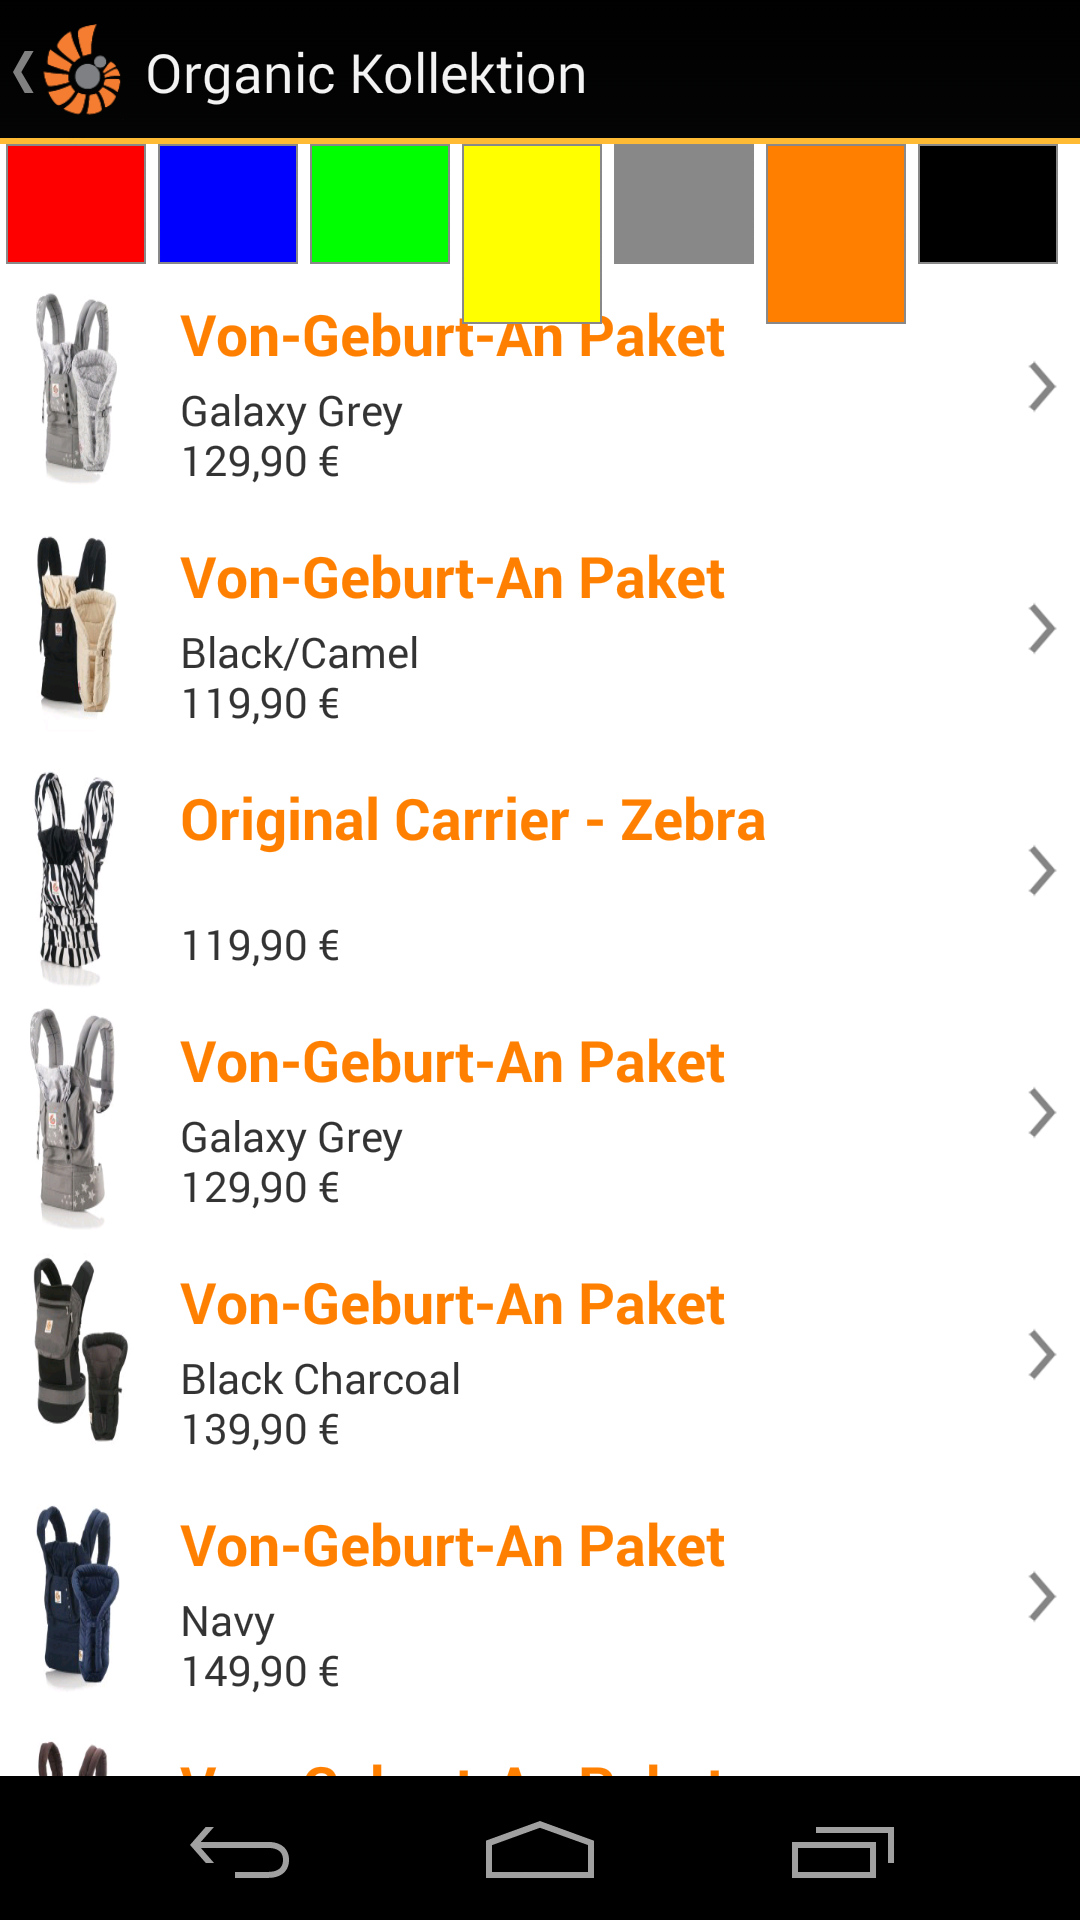 Organic Kollektion
Von-Geburt-An Paket
Galaxy Grey
129,90 €
Von-Geburt-An Paket
Black/Camel
119,90 €
Original Carrier - Zebra
119,90 €
Von-Geburt-An Paket
Galaxy Grey
129,90 €
Von-Geburt-An Paket
Black Charcoal
139,90 €
Von-Geburt-An Paket
Navy
149,90 €